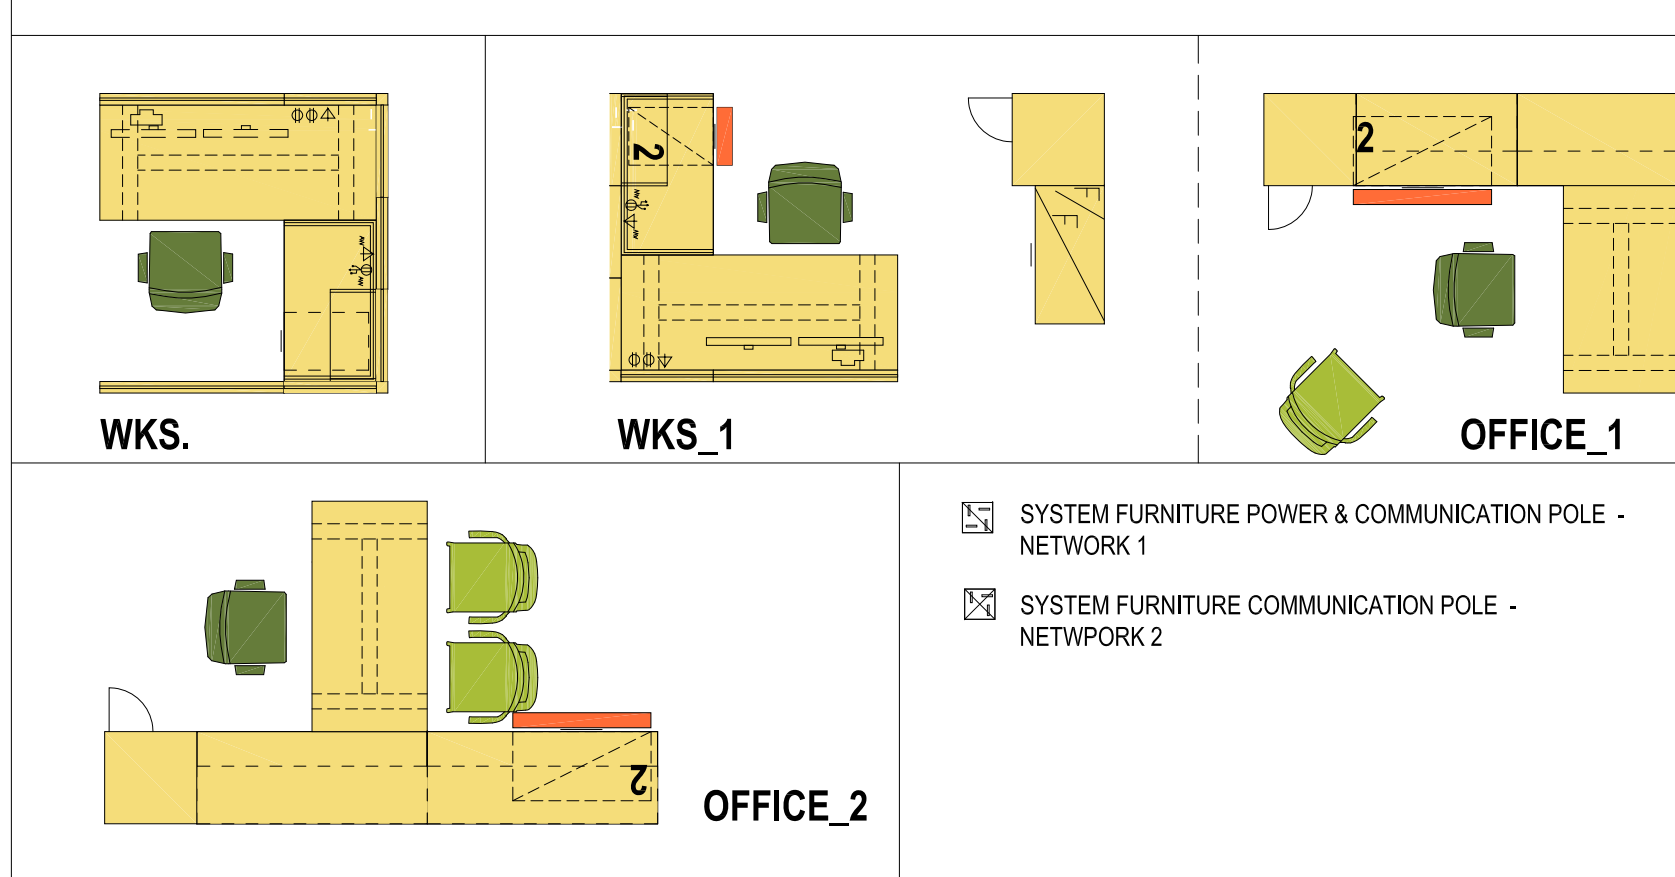 2
2
WKS.
WKS_1
OFFICE_1
SYSTEM FURNITURE POWER & COMMUNICATION POLE -
NETWORK 1
SYSTEM FURNITURE COMMUNICATION POLE -
NETWPORK 2
2
OFFICE_2